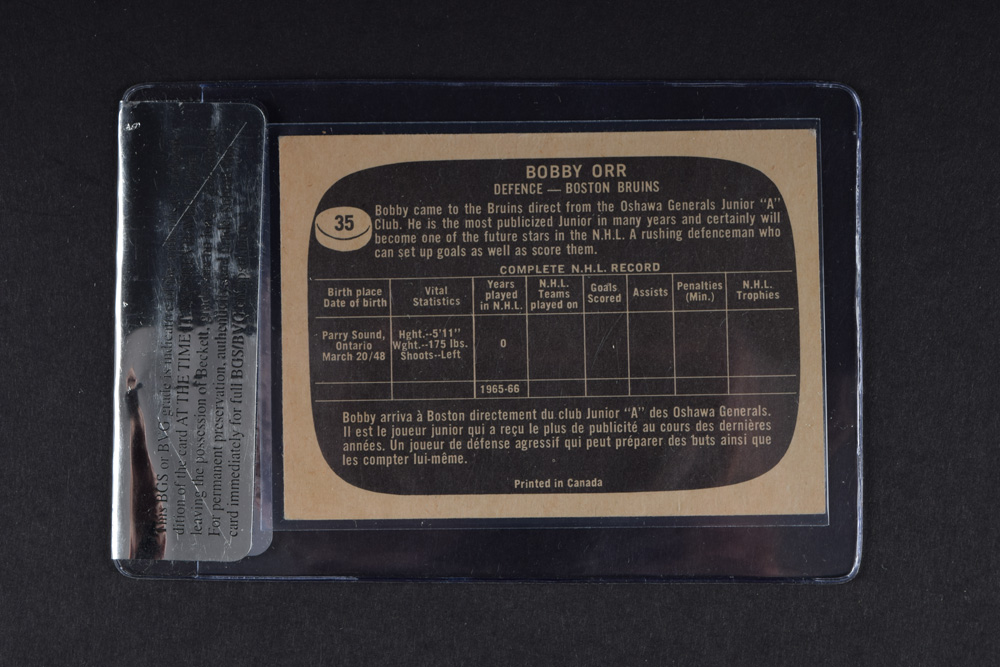 BOBBY ORR
DEFENCE — BOSTON BRUINS
35
Bobby came to the Bruins direct from the Oshawa Generals Junior "A"
Club. He is the most publicized Junior in many years and certainly will
become one of the future stars in the N.H.L. A rushing defenceman who
can set up goals as well as score them.
COMPLETE N.H.L. RECORD
Birth place
Date of birth
Vital
Statistics
Years
played
in N.H.L.
N.H.L.
Teams
played on
Goals
Scored
Assists
Penalties
(Min.)
N.H.L.
Trophies
Parry Sound,
Ontario
March 20/48
Hght.--5'11"
Wght.--175 lbs.
Shoots--Left
0
1965-66
Bobby arriva à Boston directement du club Junior "A" des Oshawa Generals.
Il est le joueur junior qui a reçu le plus de publicité au cours des dernières
années. Un joueur de défense agressif qui peut préparer des buts ainsi que
les compter lui-même.
Printed in Canada
This BGS or BVG grade is
dition of the card AT THE TIME
leaving the possession of Beckett.
For permanent preservation,
card immediately for full BGS/BVG